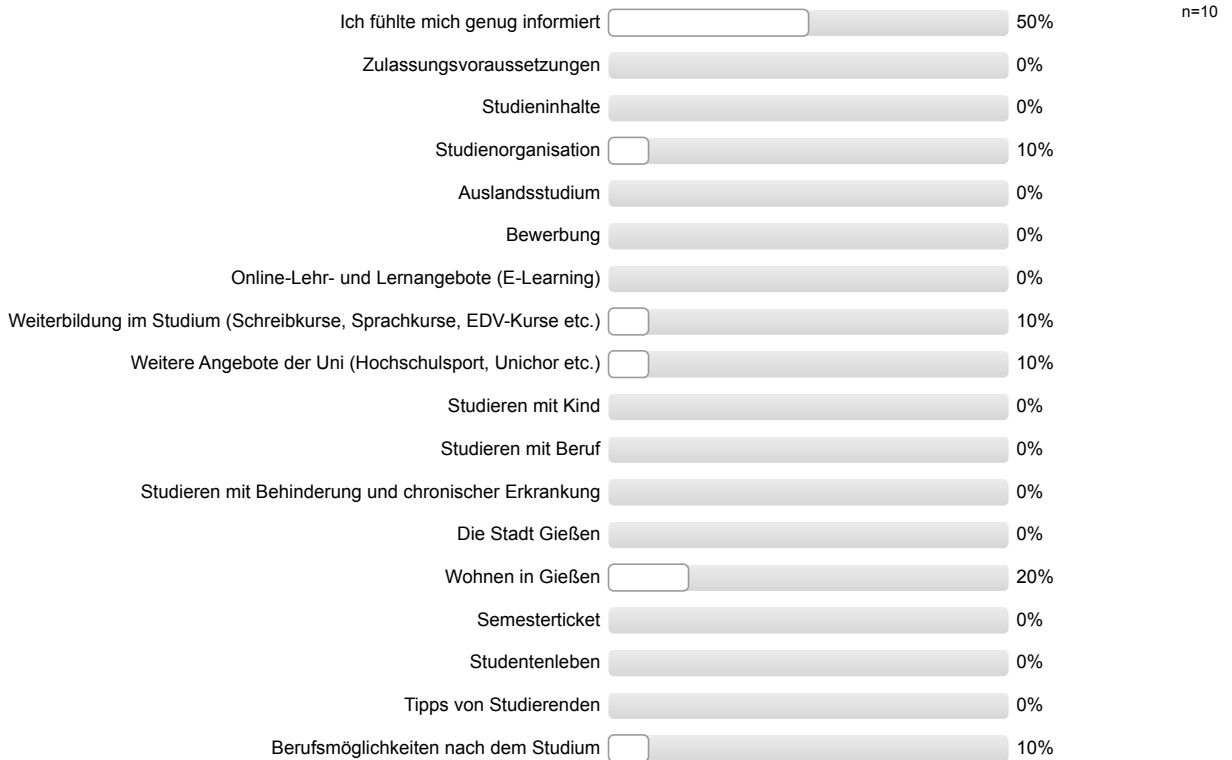 Ich fühlte mich genug informiert 50% n=10
Zulassungsvoraussetzungen 0%
Studieninhalte 0%
Studienorganisation 10%
Auslandsstudium 0%
Bewerbung 0%
Online-Lehr- und Lernangebote (E-Learning) 0%
Weiterbildung im Studium (Schreibkurse, Sprachkurse, EDV-Kurse etc.) 10%
Weitere Angebote der Uni (Hochschulsport, Unichor etc.) 10%
Studieren mit Kind 0%
Studieren mit Beruf 0%
Studieren mit Behinderung und chronischer Erkrankung 0%
Die Stadt Gießen 0%
Wohnen in Gießen 20%
Semesterticket 0%
Studentenleben 0%
Tipps von Studierenden 0%
Berufsmöglichkeiten nach dem Studium 10%